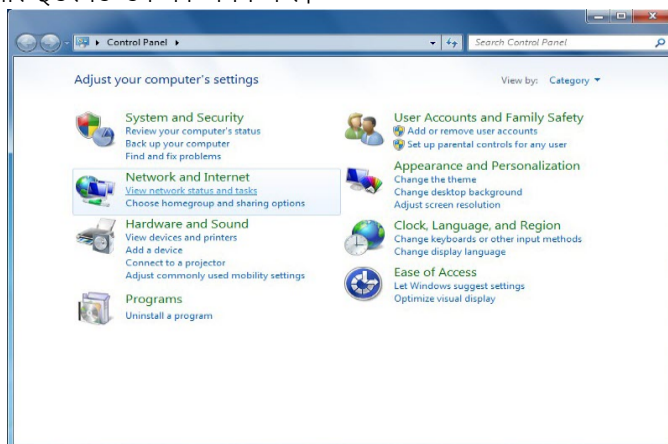 Control Panel
Search Control Panel
Adjust your computer's settings
View by: Category
System and Security
Review your computer's status
Back up your computer
Find and fix problems
Network and Internet
View network status and tasks
Choose homegroup and sharing options
Hardware and Sound
View devices and printers
Add a device
Connect to a projector
Adjust commonly used mobility settings
Programs
Uninstall a program
User Accounts and Family Safety
Add or remove user accounts
Set up parental controls for any user
Appearance and Personalization
Change the theme
Change desktop background
Adjust screen resolution
Clock, Language, and Region
Change keyboards or other input methods
Change display language
Ease of Access
Let Windows suggest settings
Optimize visual display